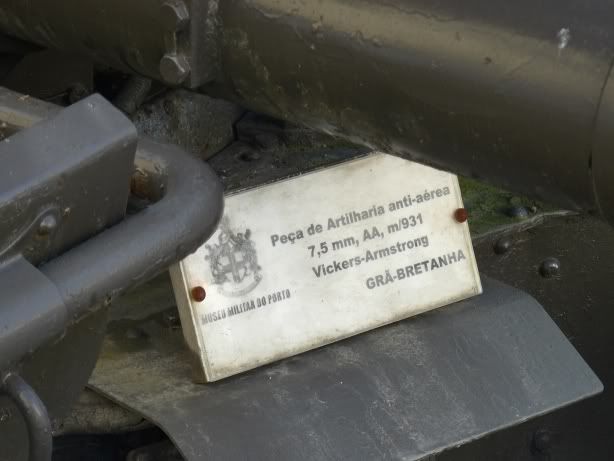 Peça de Artilharia anti-aérea
7,5 mm, AA, m/931
Vickers-Armstrong
GRÃ-BRETANHA
MUSEU MILITAR DO PORTO